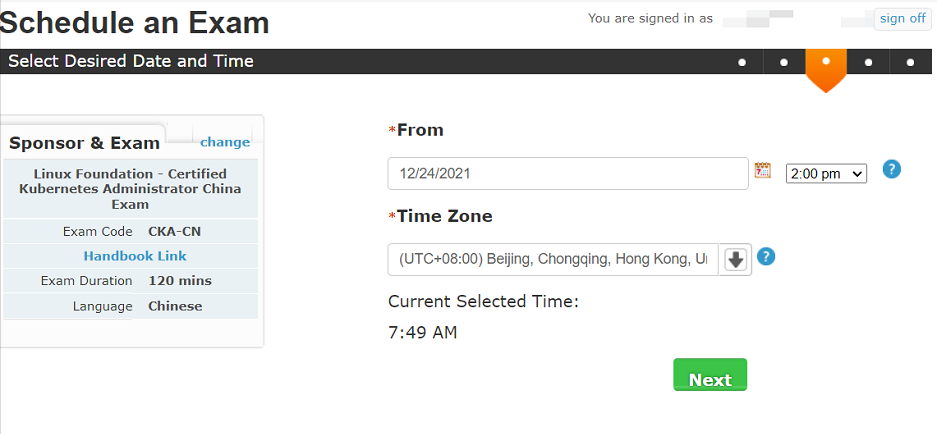 Schedule an Exam
You are signed in as
sign off
Select Desired Date and Time
Sponsor & Exam
change
Linux Foundation - Certified
Kubernetes Administrator China
Exam
Exam Code CKA-CN
Handbook Link
Exam Duration 120 mins
Language Chinese
*From
12/24/2021
2:00 pm
?
*Time Zone
(UTC+08:00) Beijing, Chongqing, Hong Kong,
?
Current Selected Time:
7:49 AM
Next